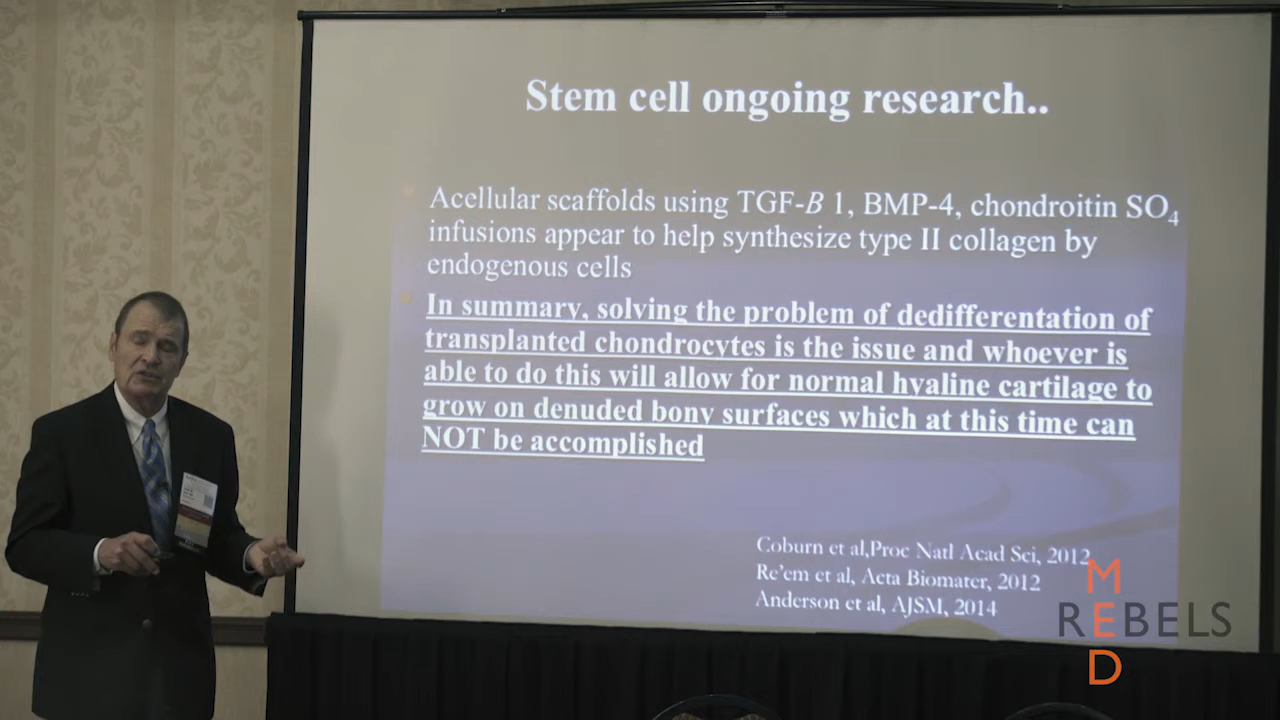 Stem cell ongoing research..
Acellular scaffolds using TGF-B 1, BMP-4, chondroitin SO4
infusions appear to help synthesize type II collagen by
endogenous cells
In summary, solving the problem of dedifferentation of
transplanted chondrocytes is the issue and whoever is
able to do this will allow for normal hyaline cartilage to
grow on denuded bony surfaces which at this time can
NOT be accomplished
Coburn et al,Proc Natl Acad Sci, 2012
Re'em et al, Acta Biomater, 2012
Anderson et al, AJSM, 2014
MED
REBELS